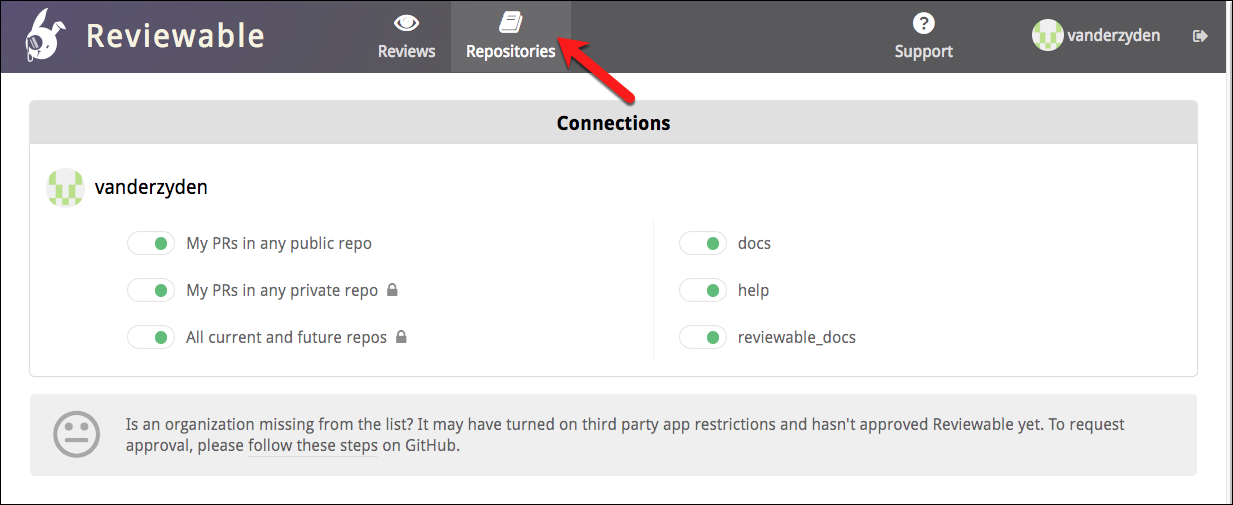 Reviewable
Reviews
Repositories
Support
vanderzyden
Connections
vanderzyden
My PRs in any public repo
My PRs in any private repo
All current and future repos
docs
help
reviewable_docs
Is an organization missing from the list? It may have turned on third party app restrictions and hasn't approved Reviewable yet. To request
approval, please follow these steps on GitHub.